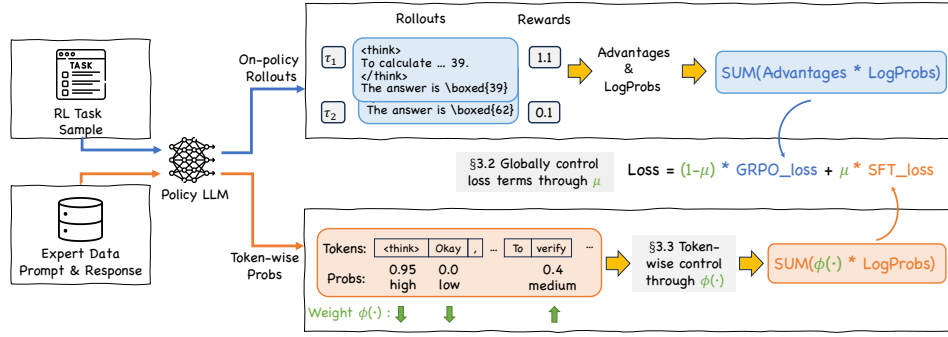 TASK
RL Task
Sample
Expert Data
Prompt & Response
Policy LLM
On-policy
Rollouts
Token-wise
Probs
Rollouts
Rewards
τ1
<think>
To calculate ... 39.
</think>
The answer is \boxed{39}
1.1
τ2
The answer is \boxed{62}
0.1
Advantages
&
LogProbs
SUM(Advantages * LogProbs)
§3.2 Globally control
loss terms through μ
Loss = (1-μ) * GRPO_loss + μ * SFT_loss
Tokens: <think> Okay , ... To verify ...
Probs: 0.95 0.0 0.4
high low medium
Weight ϕ(·) :
§3.3 Token-
wise control
through ϕ(·)
SUM(ϕ(·) * LogProbs)